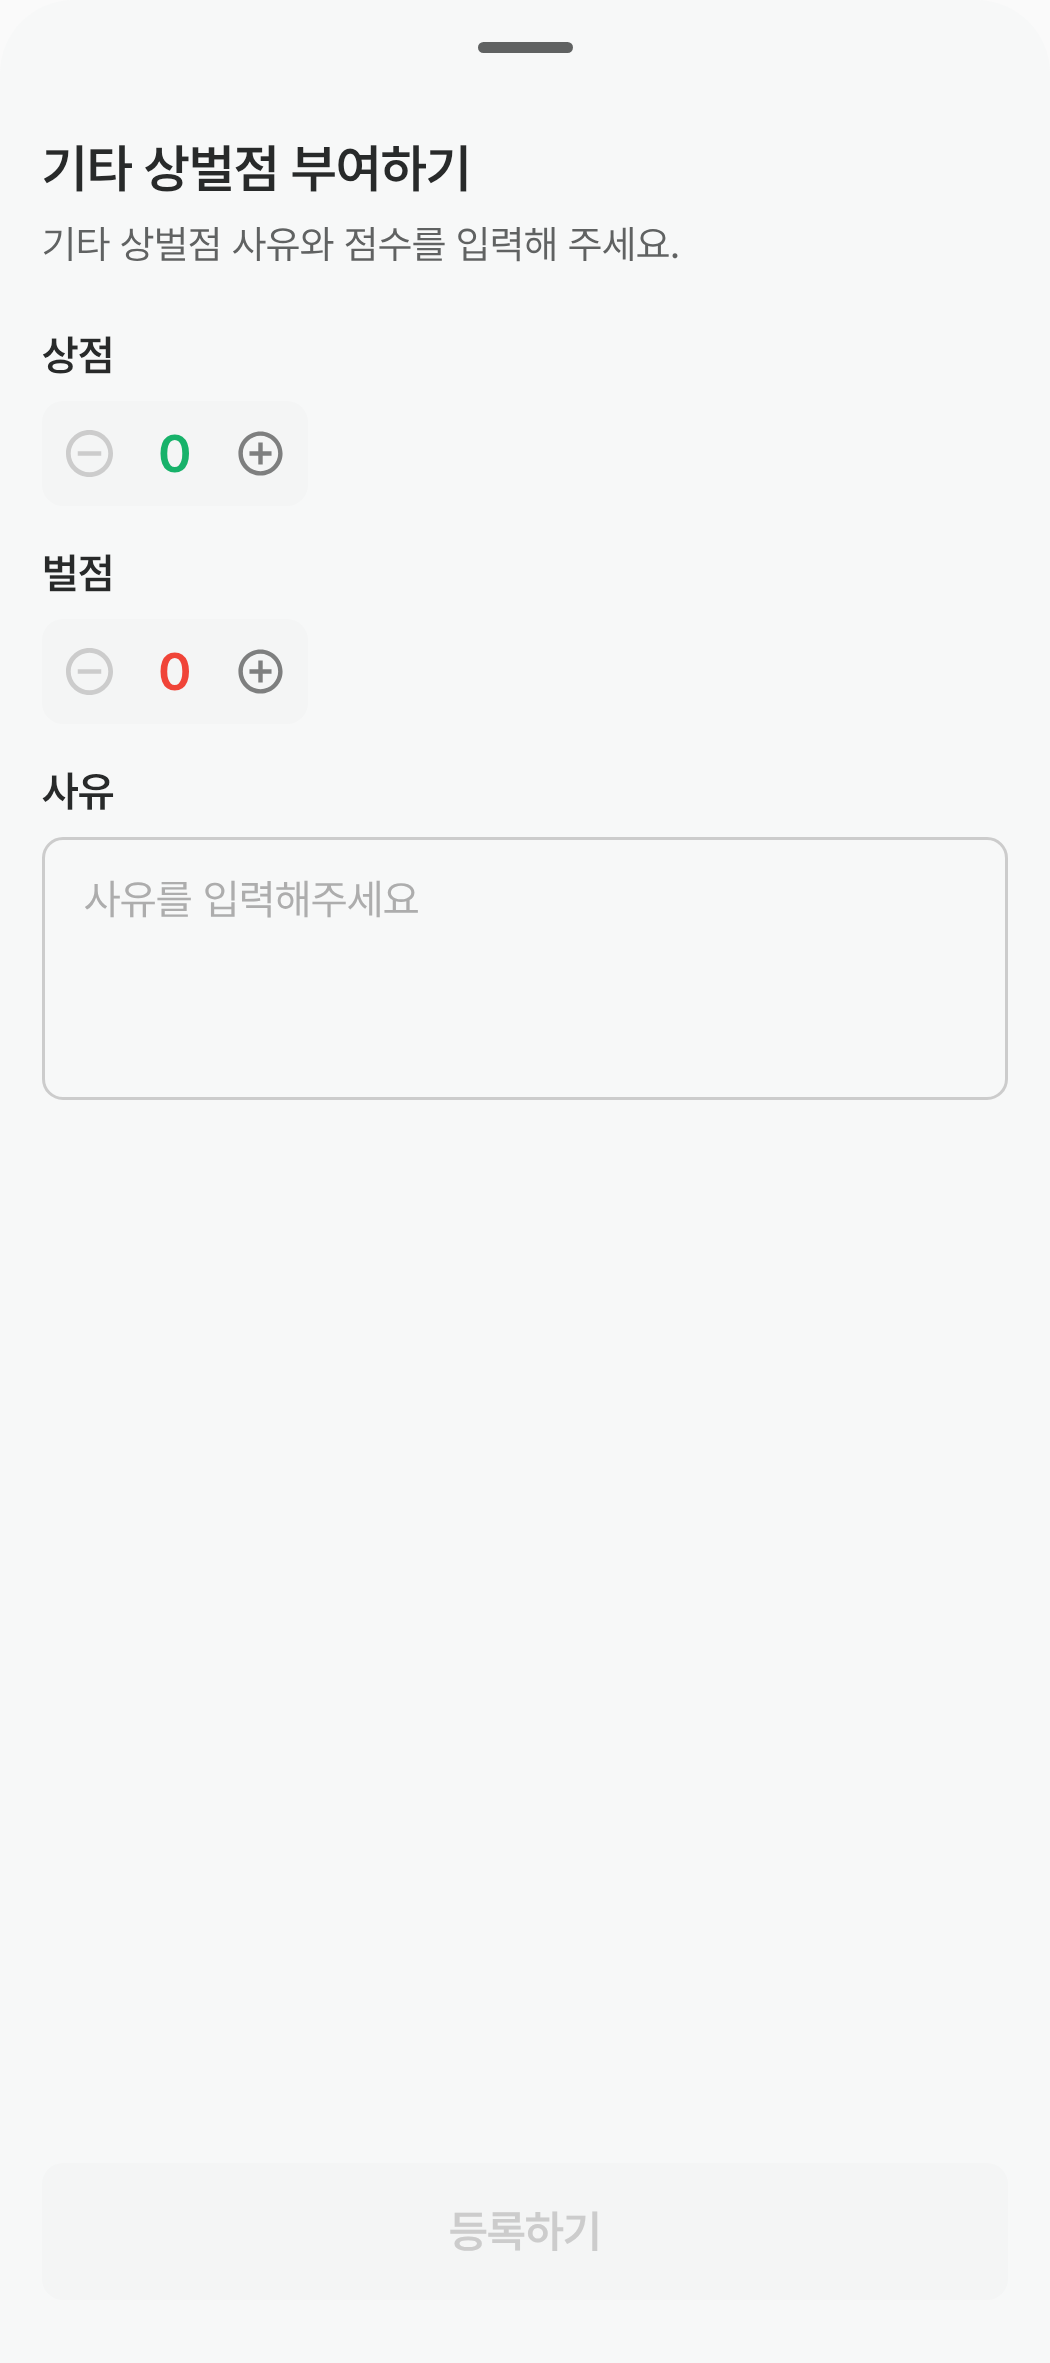 기타 상벌점 부여하기
기타 상벌점 사유와 점수를 입력해 주세요.
상점
0
벌점
0
사유
사유를 입력해주세요
등록하기